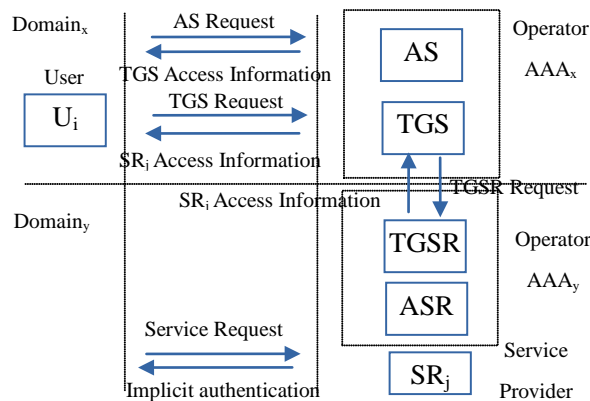 Domainx
AS Request
Operator
AS
TGS Access Information
AAAx
User
TGS Request
Ui
TGS
SRj Access Information
TGSR Request
SRj Access Information
Domainy
TGSR
Operator
AAAy
ASR
Service Request
Service
SRj
Implicit authentication
Provider